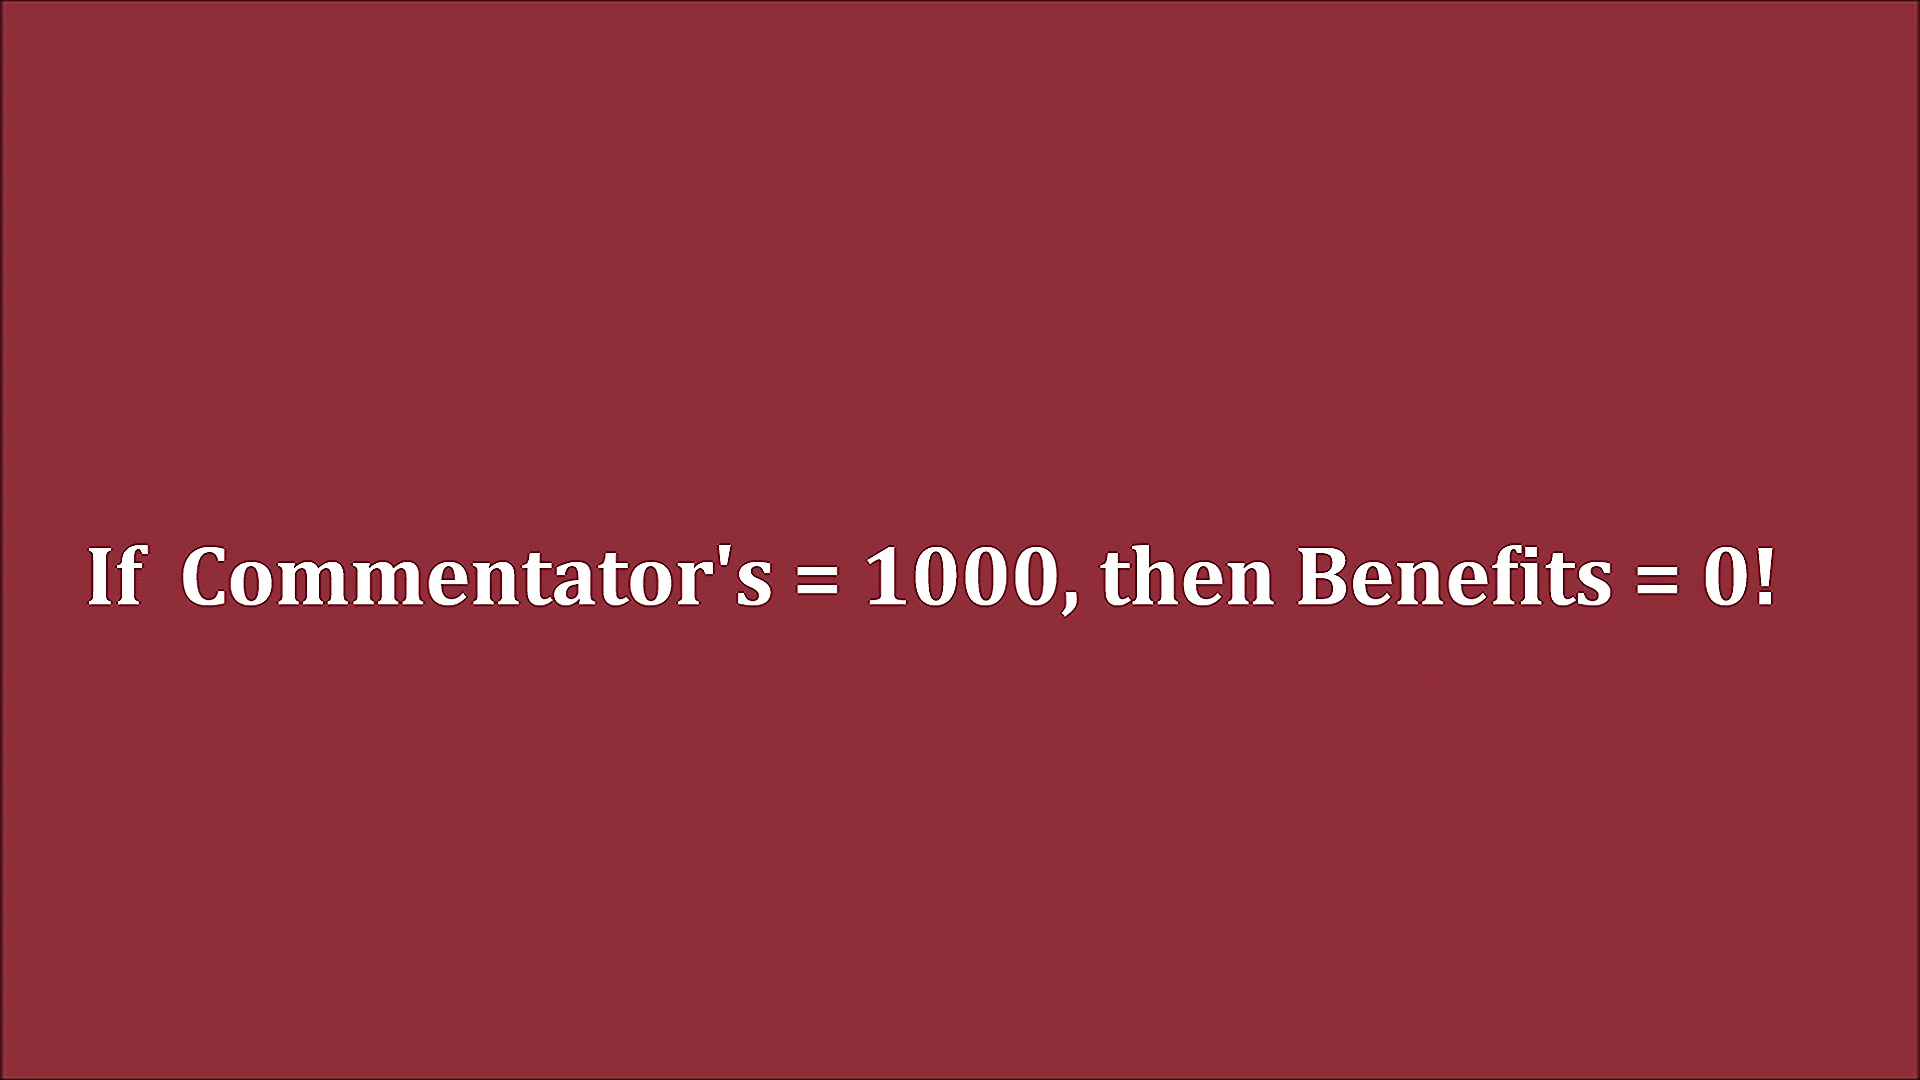 If  Commentator's = 1000, then Benefits = 0!